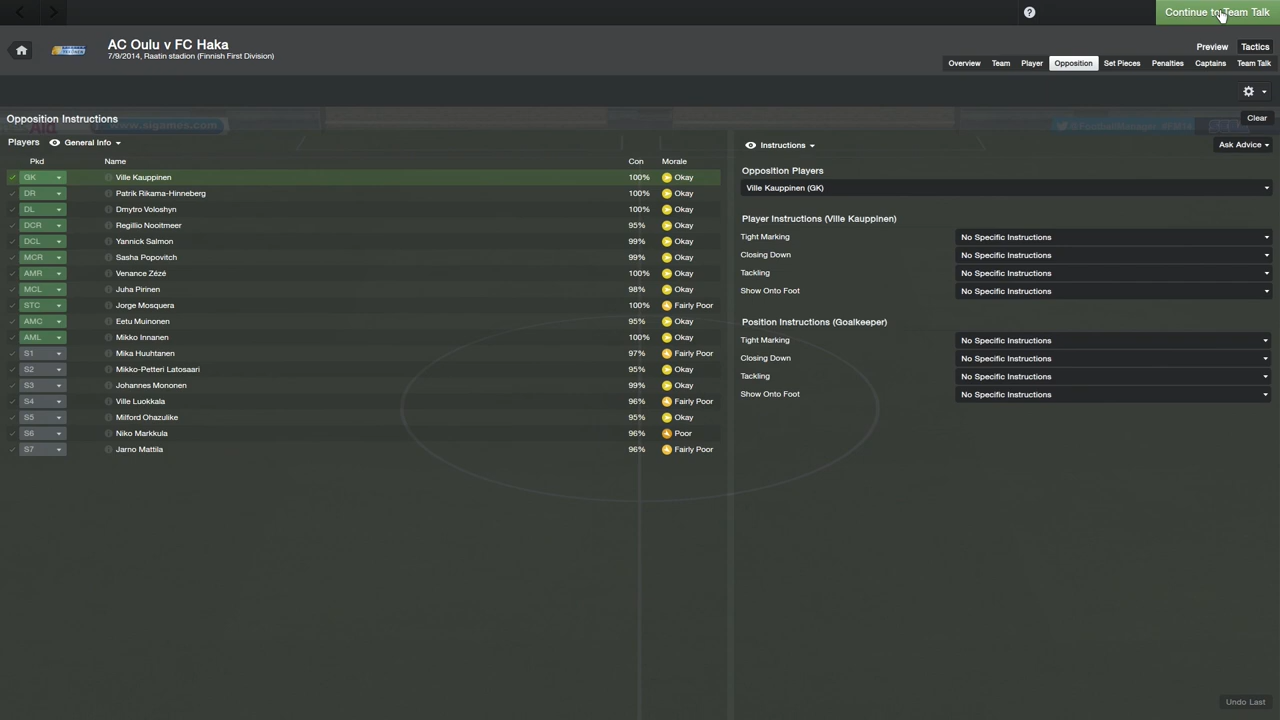 Continue to Team Talk
AC Oulu v FC Haka
7/9/2014, Raatin stadion (Finnish First Division)
Preview Tactics
Overview Team Player Opposition Set Pieces Penalties Captains Team Talk
Opposition Instructions
www.sigames.com
Clear
Players General Info
Instructions
Ask Advice
Pkd Name Con Morale
GK Ville Kauppinen 100% Okay
DR Patrik Rikama-Hinneberg 100% Okay
DL Dmytro Voloshyn 100% Okay
DCR Regillio Nooitmeer 95% Okay
DCL Yannick Salmon 99% Okay
MCR Sasha Popovitch 99% Okay
AMR Venance Zézé 100% Okay
MCL Juha Pirinen 98% Okay
STC Jorge Mosquera 100% Fairly Poor
AMC Eetu Muinonen 95% Okay
AML Mikko Innanen 100% Okay
S1 Mika Huuhtanen 97% Fairly Poor
S2 Mikko-Petteri Latosaari 95% Okay
S3 Johannes Mononen 99% Okay
S4 Ville Luokkala 96% Fairly Poor
S5 Milford Ohazulike 95% Okay
S6 Niko Markkula 96% Poor
S7 Jarno Mattila 96% Fairly Poor
Opposition Players
Ville Kauppinen (GK)
Player Instructions (Ville Kauppinen)
Tight Marking No Specific Instructions
Closing Down No Specific Instructions
Tackling No Specific Instructions
Show Onto Foot No Specific Instructions
Position Instructions (Goalkeeper)
Tight Marking No Specific Instructions
Closing Down No Specific Instructions
Tackling No Specific Instructions
Show Onto Foot No Specific Instructions
Undo Last